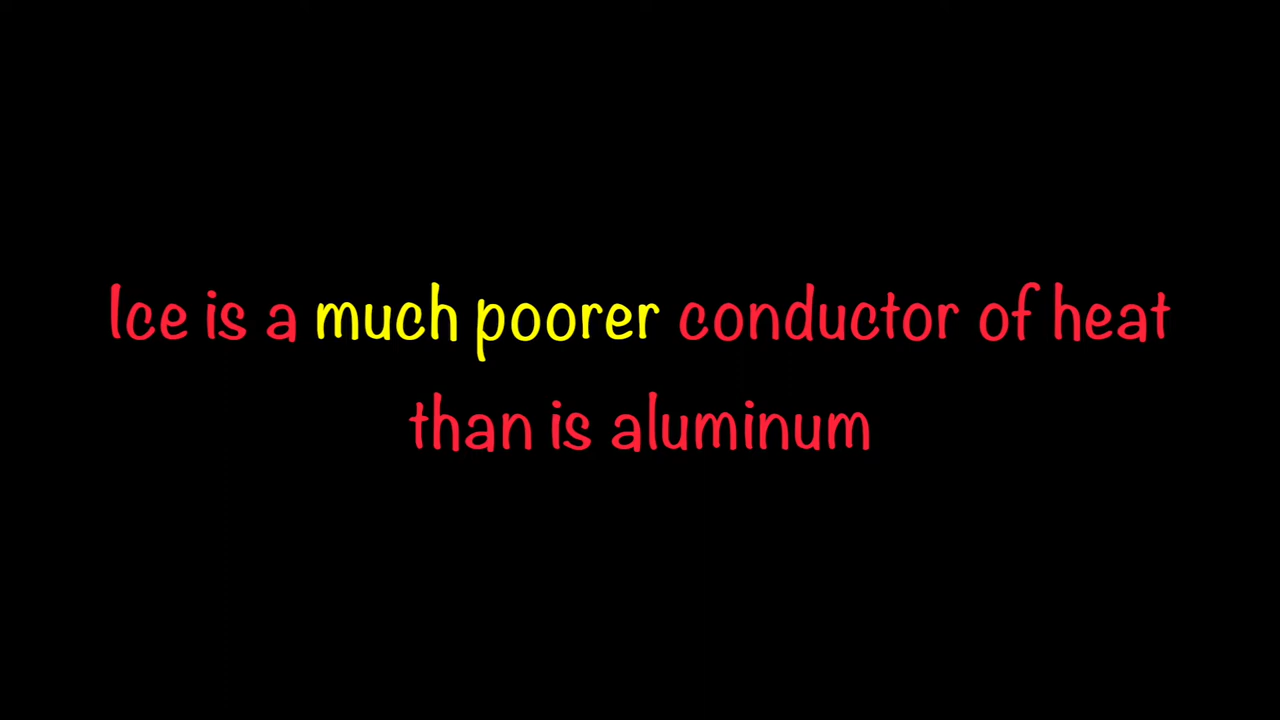 Ice is a much poorer conductor of heat
than is aluminum